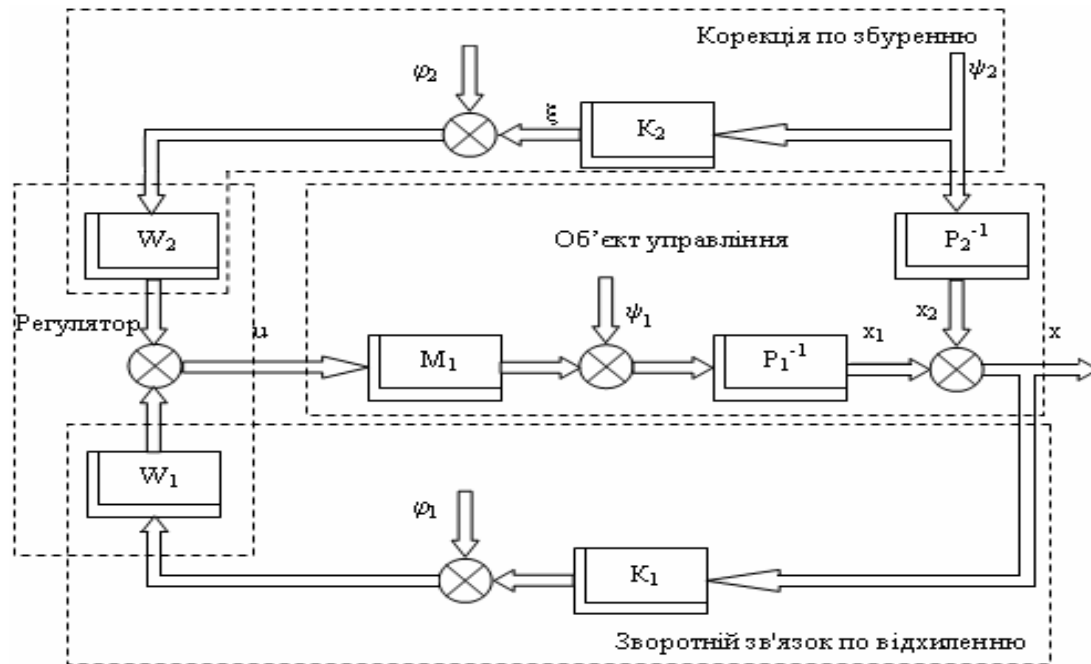 Корекція по збуренню
φ₂
ψ₂
ξ
K₂
W₂
Об’єкт управління
P₂⁻¹
Регулятор
u
ψ₁
x₁
x₂
x
M₁
P₁⁻¹
W₁
φ₁
K₁
Зворотній зв'язок по відхиленню